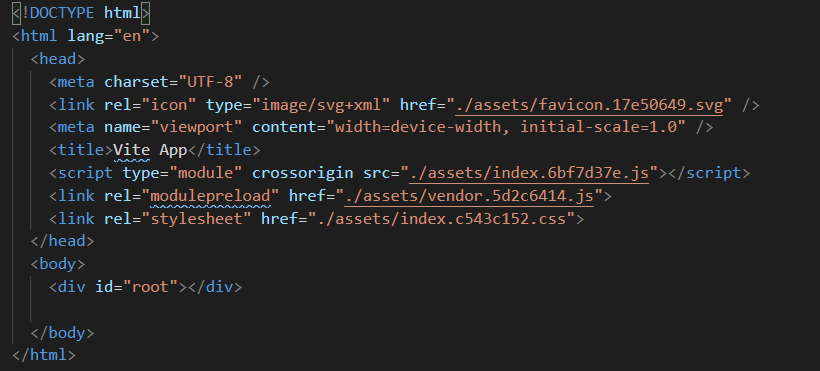 <!DOCTYPE html>
<html lang="en">
<head>
<meta charset="UTF-8" />
<link rel="icon" type="image/svg+xml" href="./assets/favicon.17e50649.svg" />
<meta name="viewport" content="width=device-width, initial-scale=1.0" />
<title>Vite App</title>
<script type="module" crossorigin src="./assets/index.6bf7d37e.js"></script>
<link rel="modulepreload" href="./assets/vendor.5d2c6414.js">
<link rel="stylesheet" href="./assets/index.c543c152.css">
</head>
<body>
<div id="root"></div>
</body>
</html>